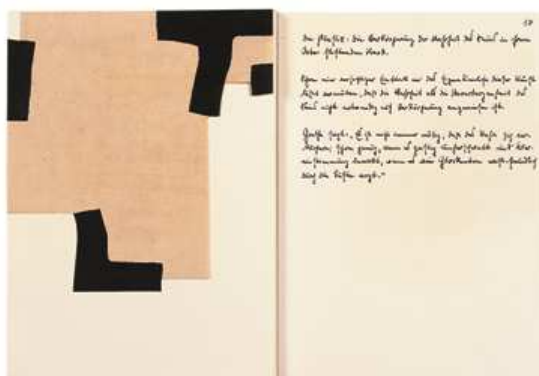 Die Plastik: die Verkörperung der Wahrheit des Seins in ihrem
Orte stiftenden Werk.
Schon ein vorsichtiger Einblick in das Eigentümliche dieser Kunst
läßt vermuten, daß die Wahrheit als die Unverborgenheit des
Seins nicht notwendig auf Verkörperung angewiesen ist.
Goethe sagt: „Es ist nicht immer nötig, daß das Wahre sich ver-
körpere; schon genug, wenn es geistig umherschwebt und Überein-
stimmung bewirkt, wenn es wie Glockenton ernst-freundlich
durch die Lüfte wogt."